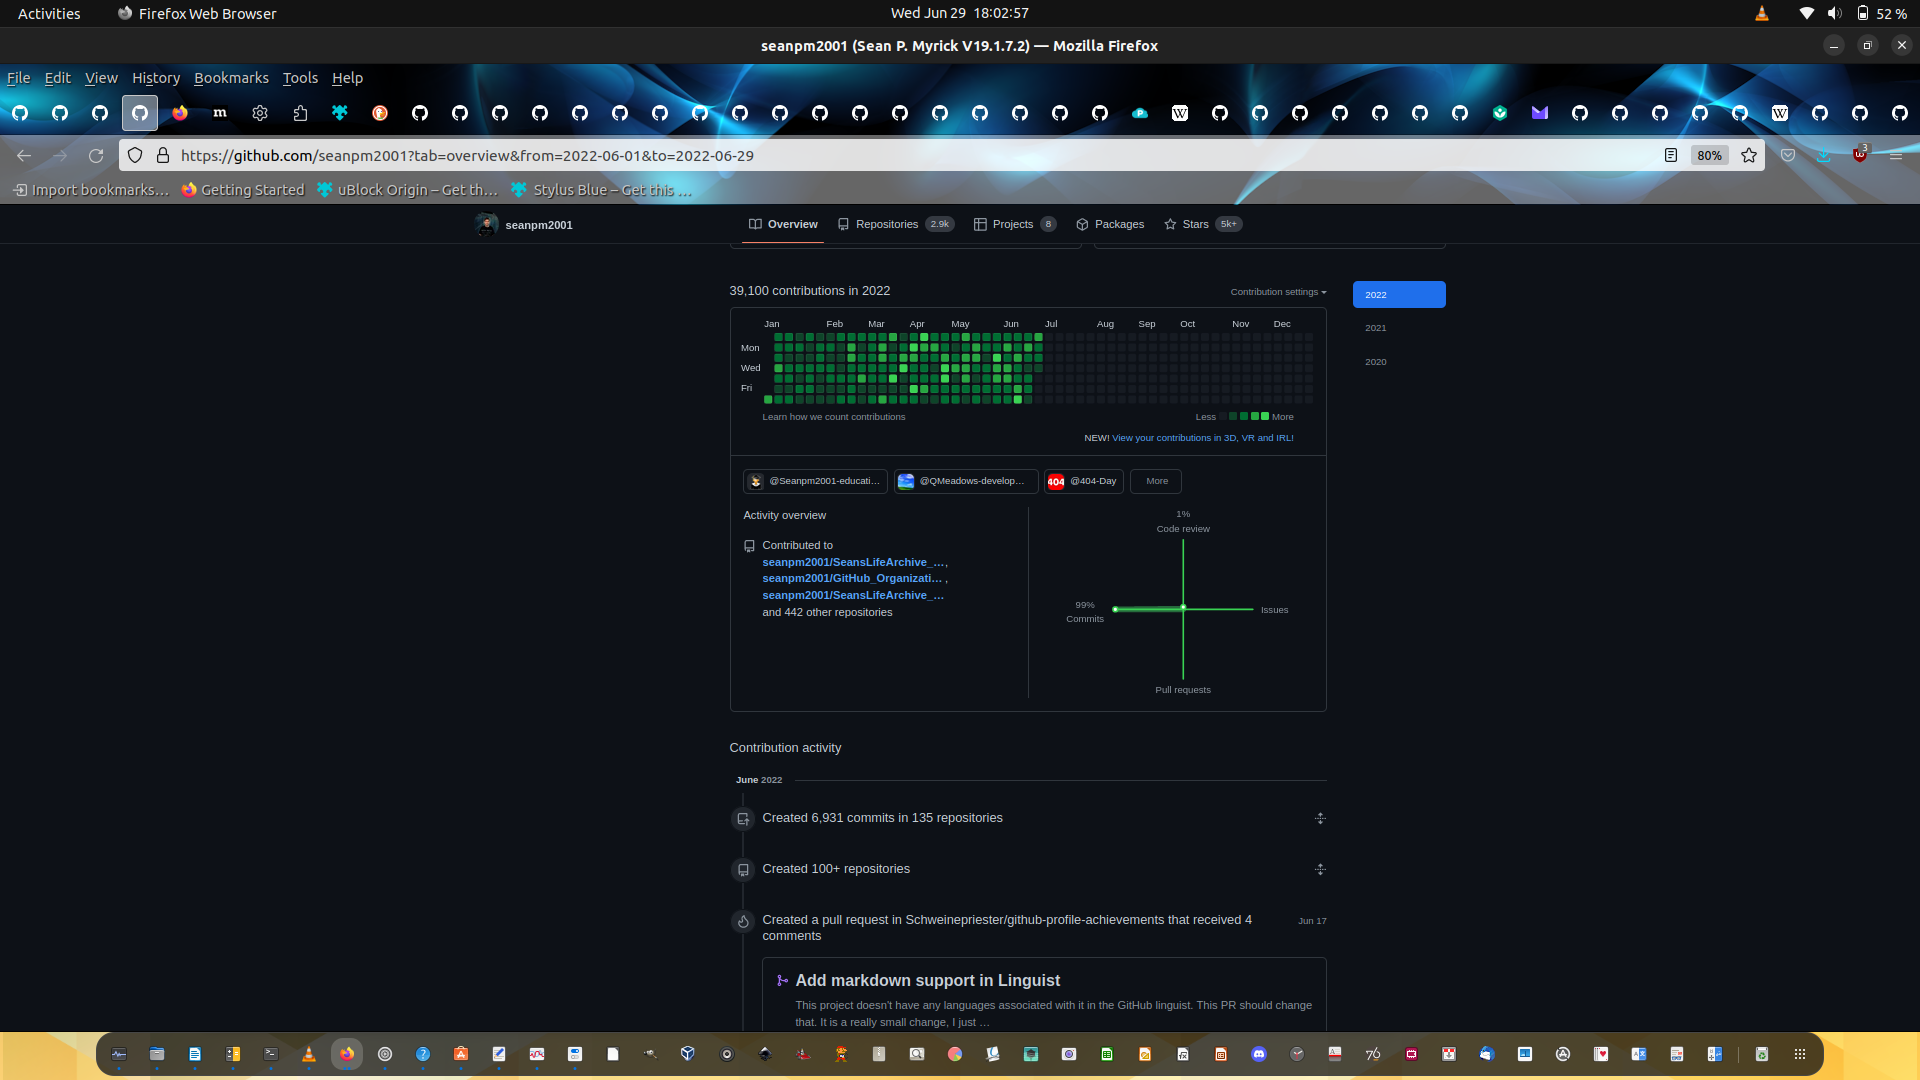 Activities
Firefox Web Browser
Wed Jun 29 18:02:57
52 %
seanpm2001 (Sean P. Myrick V19.1.7.2) — Mozilla Firefox
File Edit View History Bookmarks Tools Help
https://github.com/seanpm2001?tab=overview&from=2022-06-01&to=2022-06-29
80%
3
Import bookmarks…
Getting Started
uBlock Origin – Get th…
Stylus Blue – Get this …
seanpm2001
Overview
Repositories 2.9k
Projects 8
Packages
Stars 5k+
39,100 contributions in 2022
Contribution settings
2022
2021
2020
Jan Feb Mar Apr May Jun Jul Aug Sep Oct Nov Dec
Mon
Wed
Fri
Learn how we count contributions
Less More
NEW! View your contributions in 3D, VR and IRL!
@Seanpm2001-educati…
@QMeadows-develop…
404 @404-Day
More
Activity overview
Contributed to
seanpm2001/SeansLifeArchive_… ,
seanpm2001/GitHub_Organizati… ,
seanpm2001/SeansLifeArchive_…
and 442 other repositories
1%
Code review
99%
Commits
Issues
Pull requests
Contribution activity
June 2022
Created 6,931 commits in 135 repositories
Created 100+ repositories
Created a pull request in Schweinepriester/github-profile-achievements that received 4
comments
Jun 17
Add markdown support in Linguist
This project doesn't have any languages associated with it in the GitHub linguist. This PR should change
that. It is a really small change, I just …